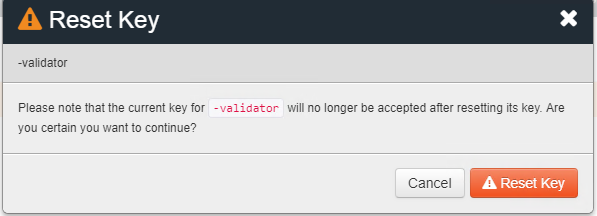 Reset Key
-validator
Please note that the current key for -validator will no longer be accepted after resetting its key. Are
you certain you want to continue?
Cancel
Reset Key